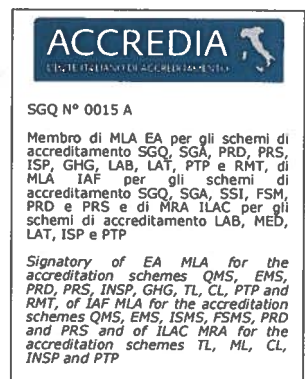 ACCREDIA
L'ENTE ITALIANO DI ACCREDITAMENTO
SGQ N° 0015 A
Membro di MLA EA per gli schemi di
accreditamento SGQ, SGA, PRD, PRS,
ISP, GHG, LAB, LAT, PTP e RMT, di
MLA IAF per gli schemi di
accreditamento SGQ, SGA, SSI, FSM,
PRD e PRS e di MRA ILAC per gli
schemi di accreditamento LAB, MED,
LAT, ISP e PTP
Signatory of EA MLA for the
accreditation schemes QMS, EMS,
PRD, PRS, INSP, GHG, TL, CL, PTP and
RMT, of IAF MLA for the accreditation
schemes QMS, EMS, ISMS, FSMS, PRD
and PRS and of ILAC MRA for the
accreditation schemes TL, ML, CL,
INSP and PTP